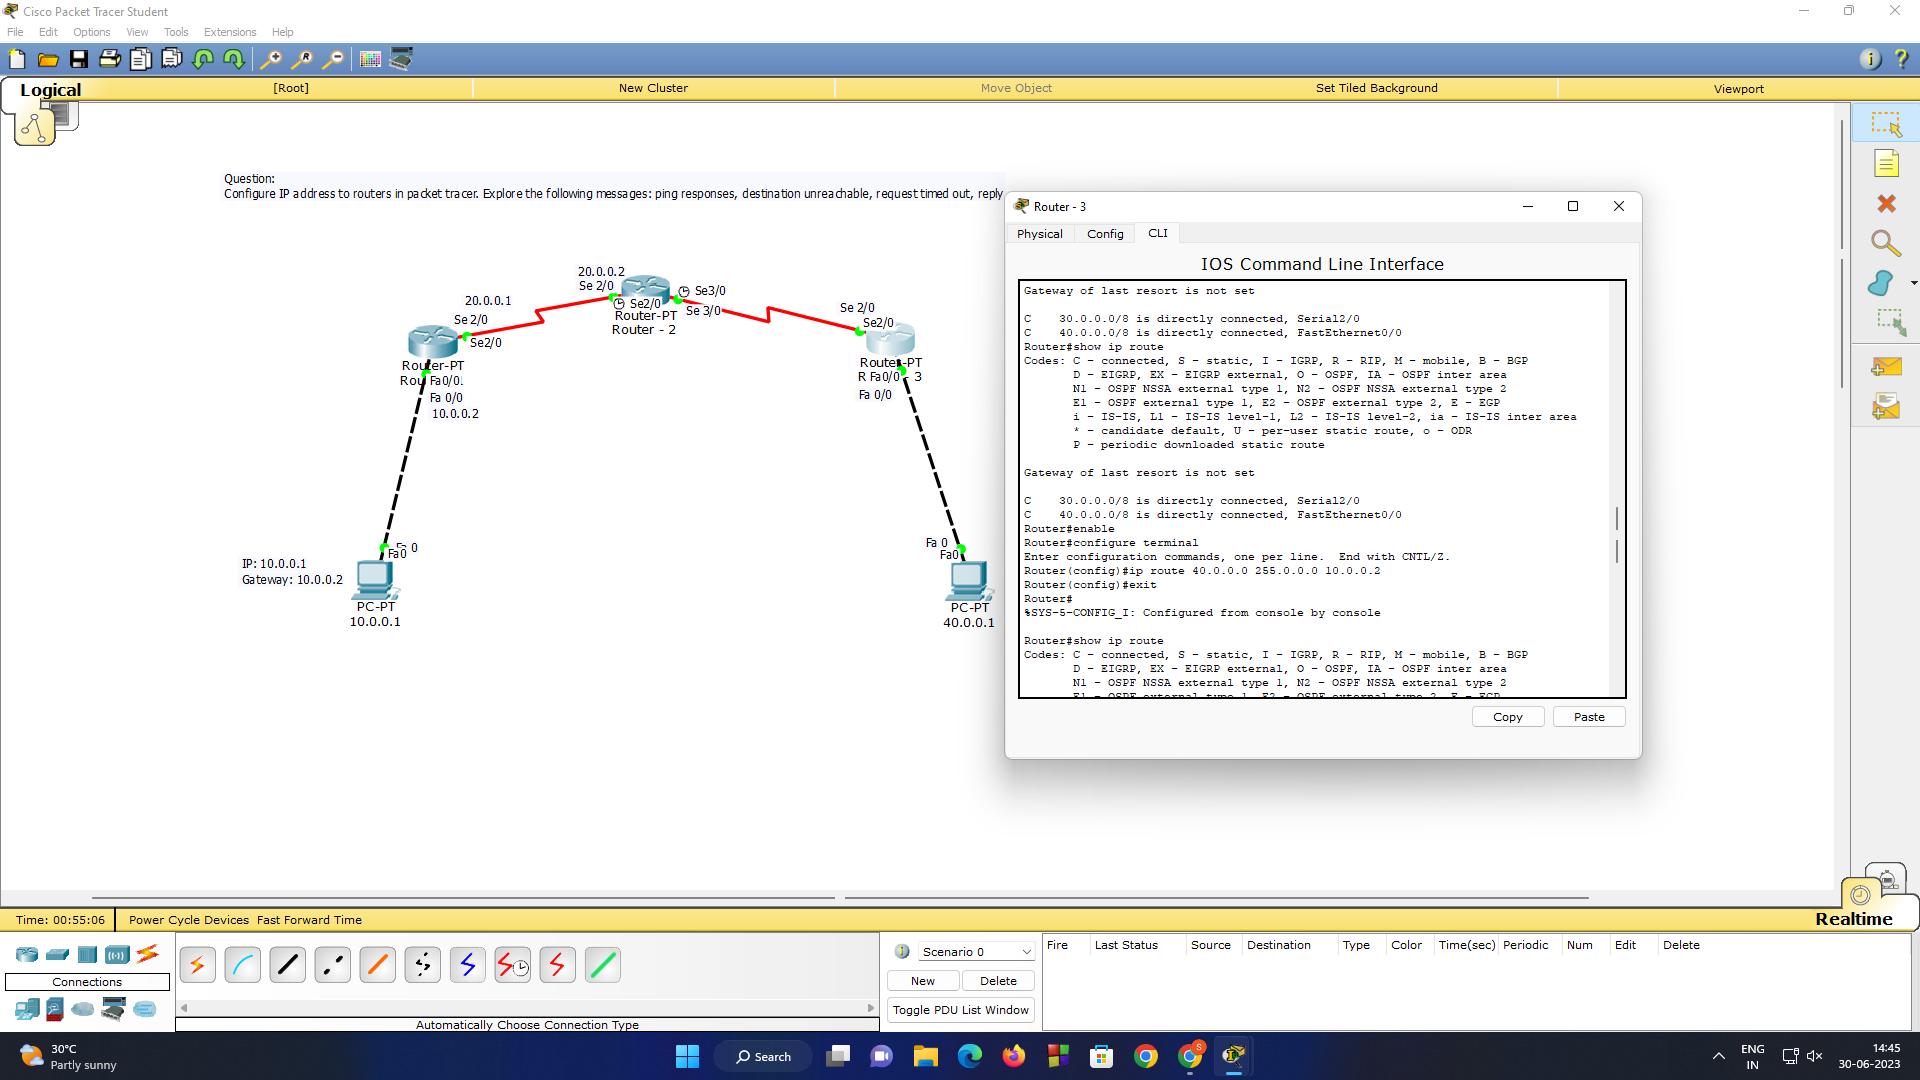 Cisco Packet Tracer Student
File Edit Options View Tools Extensions Help
Logical
[Root]
New Cluster
Move Object
Set Tiled Background
Viewport
Question:
Configure IP address to routers in packet tracer. Explore the following messages: ping responses, destination unreachable, request timed out, reply
20.0.0.2
Se 2/0
Se2/0
Router-PT
Router - 2
Se3/0
Se 3/0
20.0.0.1
Se 2/0
Se2/0
Router-PT
Rou Fa0/0.
Fa 0/0
10.0.0.2
Se 2/0
Se2/0
Router-PT
R Fa0/0 - 3
Fa 0/0
0
Fa0
IP: 10.0.0.1
Gateway: 10.0.0.2
PC-PT
10.0.0.1
Fa 0
Fa0
PC-PT
40.0.0.1
Router - 3
Physical Config CLI
IOS Command Line Interface
Gateway of last resort is not set
C    30.0.0.0/8 is directly connected, Serial2/0
C    40.0.0.0/8 is directly connected, FastEthernet0/0
Router#show ip route
Codes: C - connected, S - static, I - IGRP, R - RIP, M - mobile, B - BGP
D - EIGRP, EX - EIGRP external, O - OSPF, IA - OSPF inter area
N1 - OSPF NSSA external type 1, N2 - OSPF NSSA external type 2
E1 - OSPF external type 1, E2 - OSPF external type 2, E - EGP
i - IS-IS, L1 - IS-IS level-1, L2 - IS-IS level-2, ia - IS-IS inter area
* - candidate default, U - per-user static route, o - ODR
P - periodic downloaded static route
Gateway of last resort is not set
C    30.0.0.0/8 is directly connected, Serial2/0
C    40.0.0.0/8 is directly connected, FastEthernet0/0
Router#enable
Router#configure terminal
Enter configuration commands, one per line.  End with CNTL/Z.
Router(config)#ip route 40.0.0.0 255.0.0.0 10.0.0.2
Router(config)#exit
Router#
%SYS-5-CONFIG_I: Configured from console by console
Router#show ip route
Codes: C - connected, S - static, I - IGRP, R - RIP, M - mobile, B - BGP
D - EIGRP, EX - EIGRP external, O - OSPF, IA - OSPF inter area
N1 - OSPF NSSA external type 1, N2 - OSPF NSSA external type 2
E1 - OSPF external type 1, E2 - OSPF external type 2, E - EGP
Copy
Paste
Time: 00:55:06
Power Cycle Devices Fast Forward Time
Realtime
Connections
Automatically Choose Connection Type
Scenario 0
New
Delete
Toggle PDU List Window
Fire Last Status Source Destination Type Color Time(sec) Periodic Num Edit Delete
30°C
Partly sunny
Search
S
ENG
IN
14:45
30-06-2023